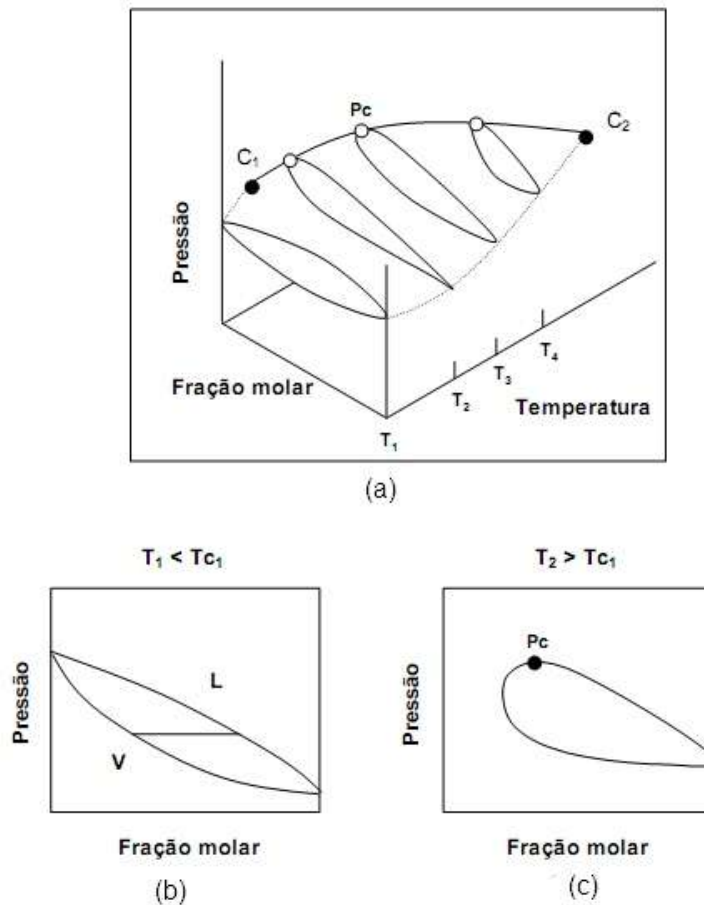 Pc
C₁
C₂
Pressão
Fração molar
T₁
T₂
T₃
T₄
Temperatura
(a)
T₁ < Tc₁
Pressão
L
V
Fração molar
(b)
T₂ > Tc₁
Pressão
Pc
Fração molar
(c)